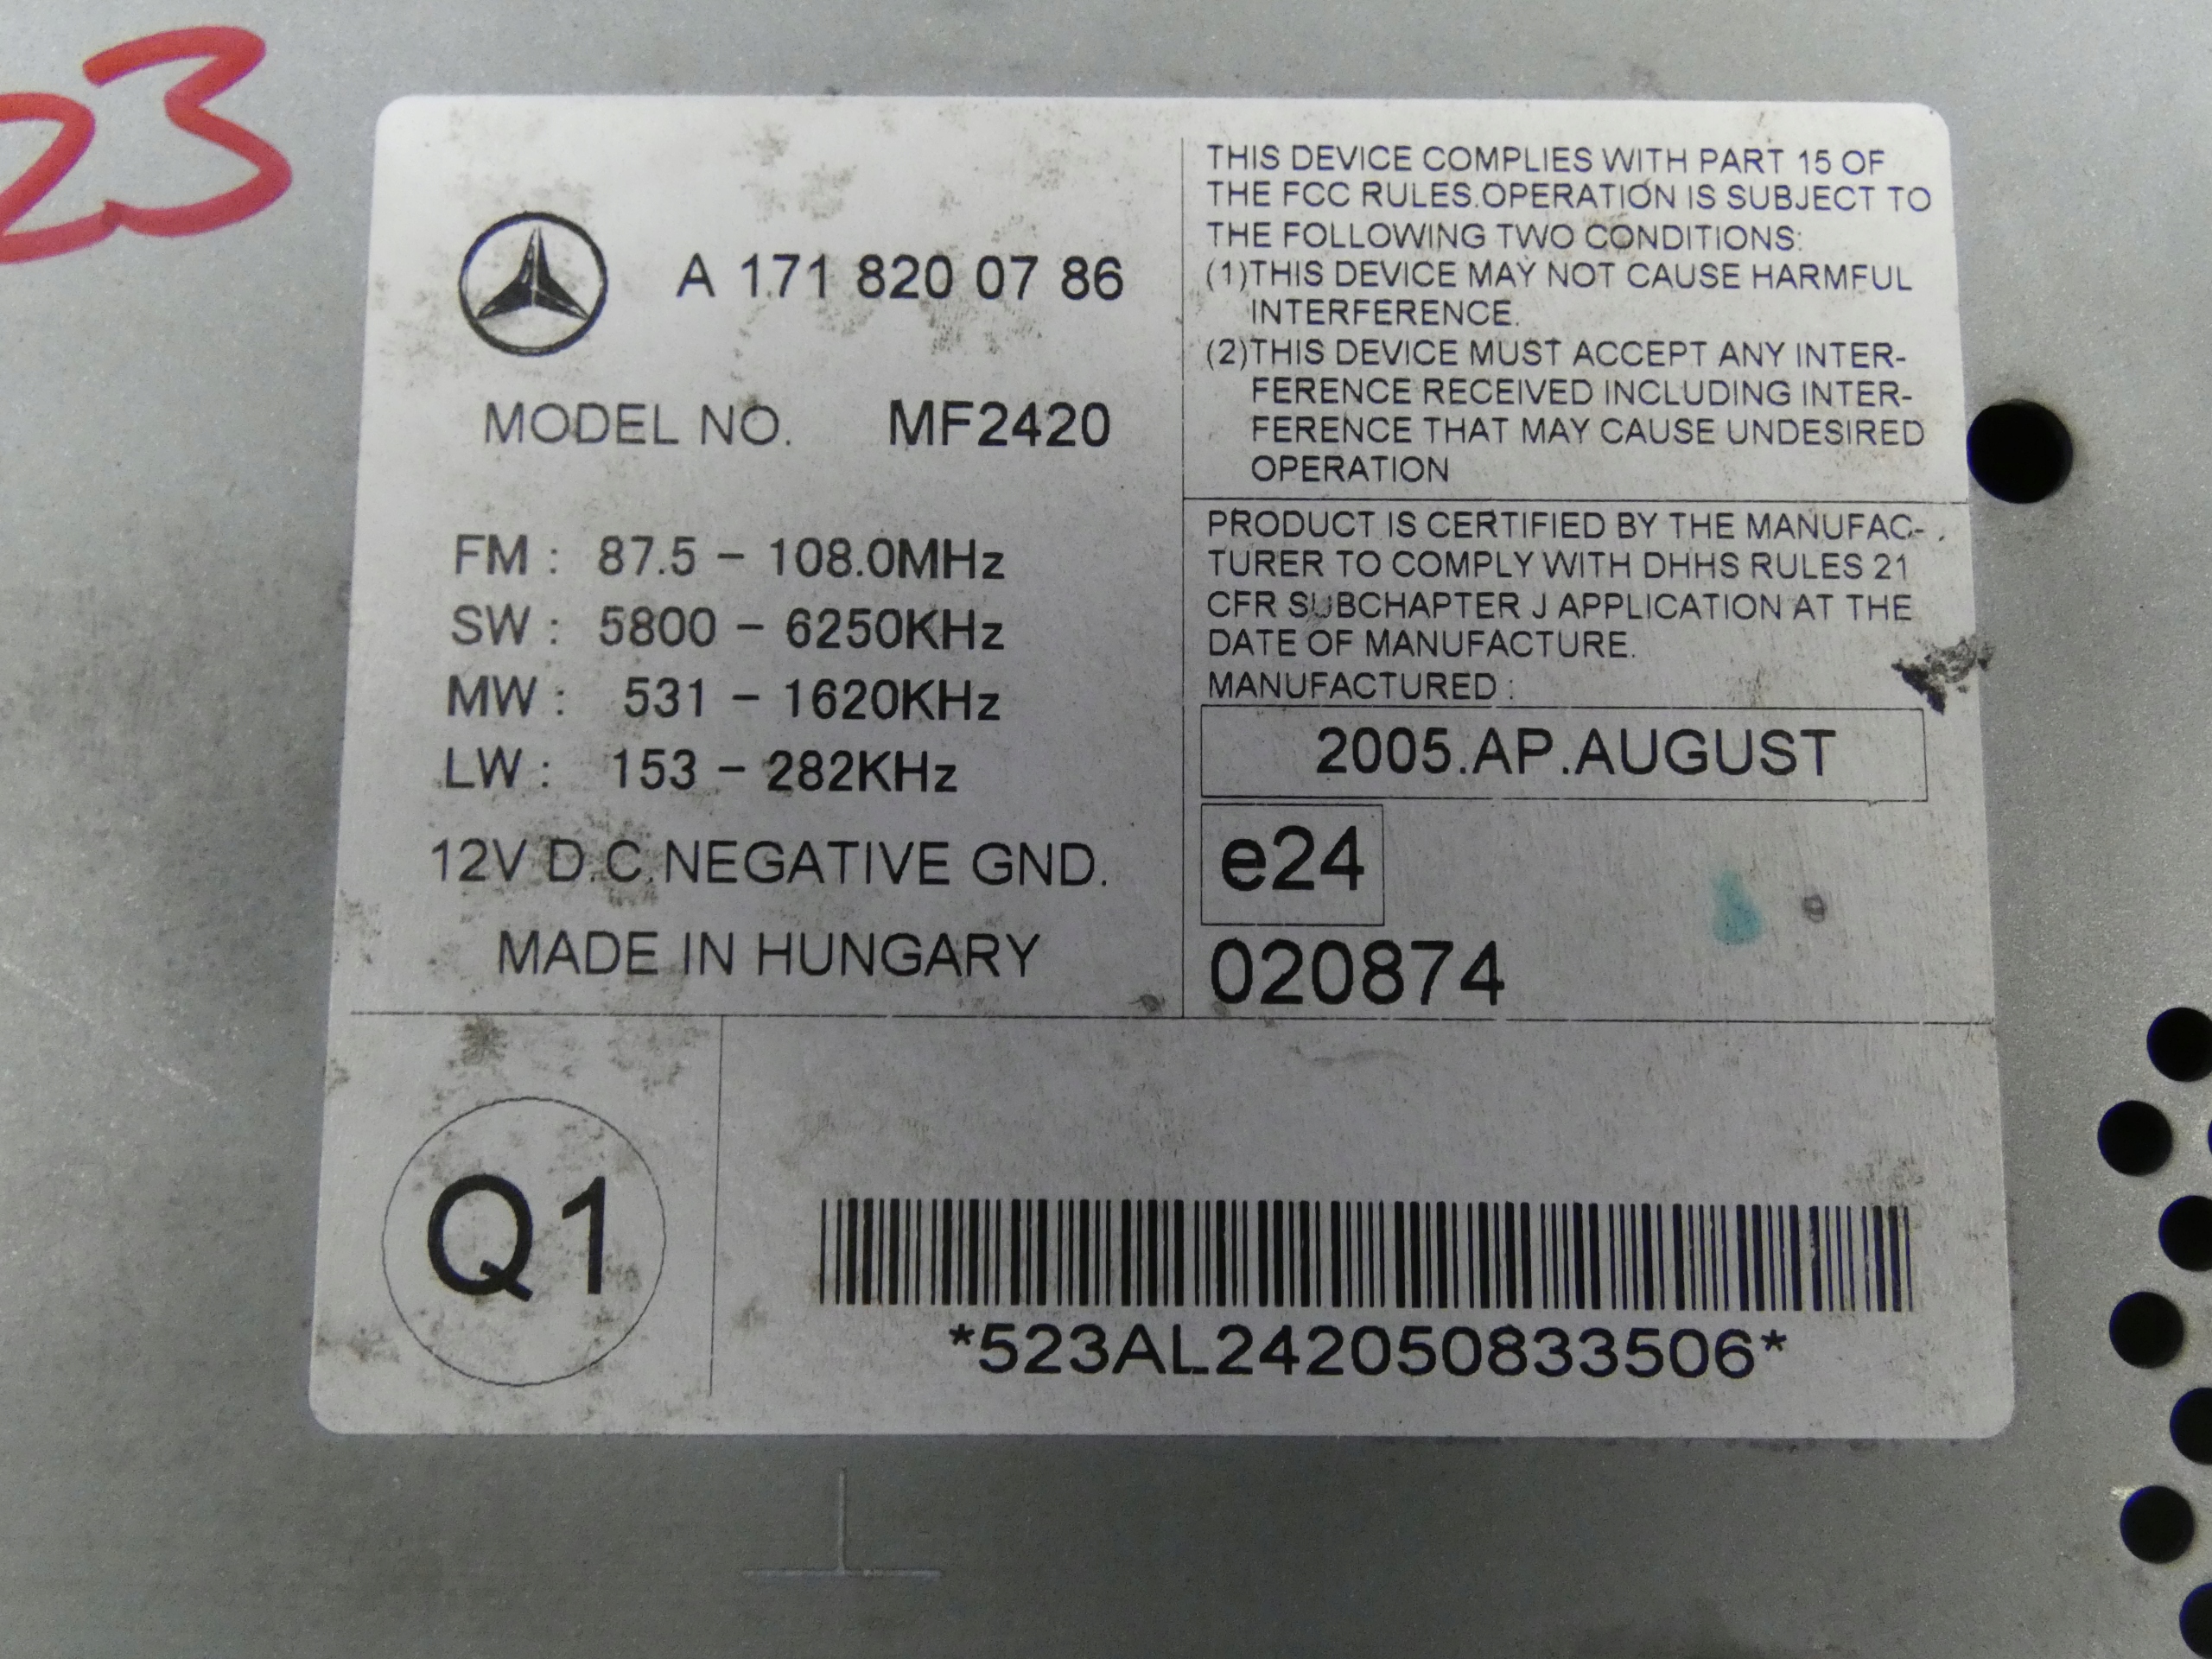 23
A 171 820 07 86
MODEL NO. MF2420
FM : 87.5 – 108.0MHz
SW : 5800 – 6250KHz
MW : 531 – 1620KHz
LW : 153 – 282KHz
12V D.C.NEGATIVE GND.
MADE IN HUNGARY
THIS DEVICE COMPLIES WITH PART 15 OF
THE FCC RULES.OPERATION IS SUBJECT TO
THE FOLLOWING TWO CONDITIONS:
(1)THIS DEVICE MAY NOT CAUSE HARMFUL
INTERFERENCE.
(2)THIS DEVICE MUST ACCEPT ANY INTER-
FERENCE RECEIVED INCLUDING INTER-
FERENCE THAT MAY CAUSE UNDESIRED
OPERATION
PRODUCT IS CERTIFIED BY THE MANUFAC-
TURER TO COMPLY WITH DHHS RULES 21
CFR SUBCHAPTER J APPLICATION AT THE
DATE OF MANUFACTURE.
MANUFACTURED :
2005.AP.AUGUST
e24
020874
Q1
*523AL242050833506*